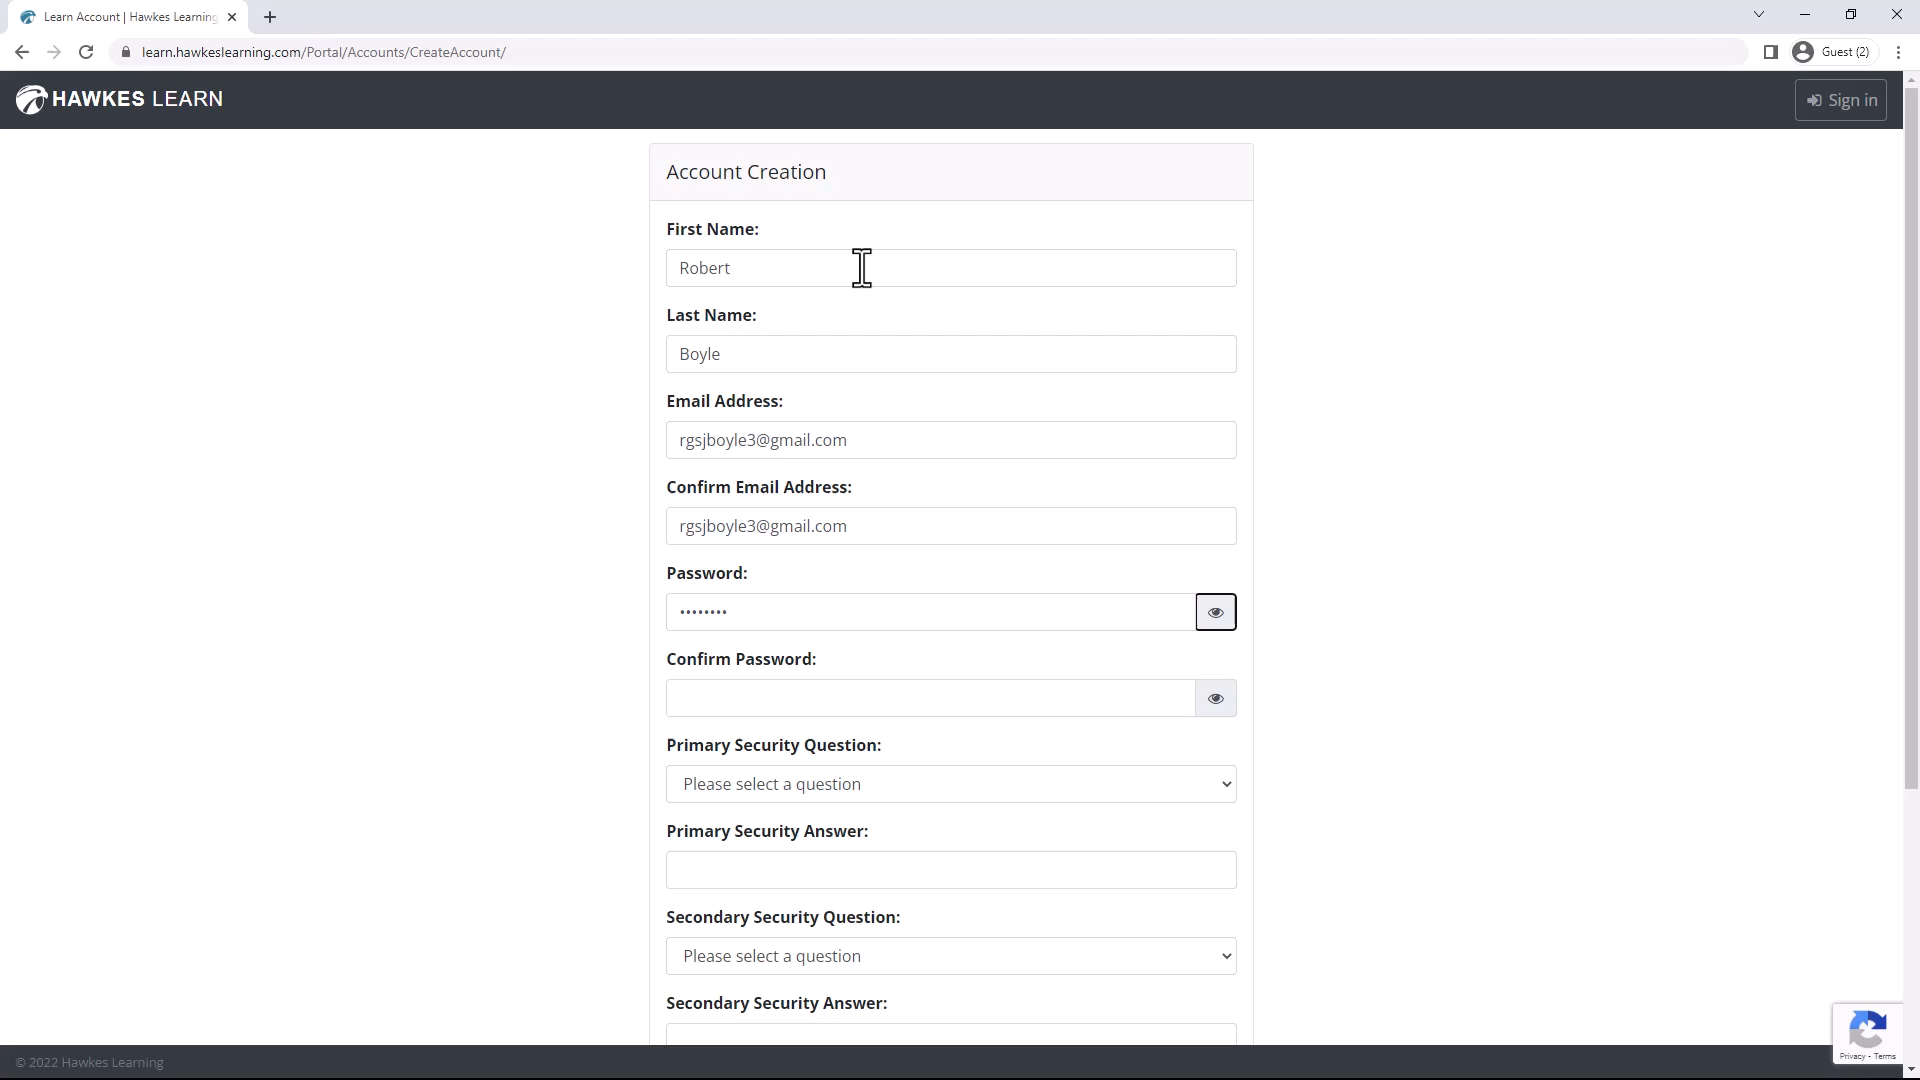 Learn Account | Hawkes Learning
learn.hawkeslearning.com/Portal/Accounts/CreateAccount/
Guest (2)
HAWKES LEARN
Sign in
Account Creation
First Name:
Robert
Last Name:
Boyle
Email Address:
rgsjboyle3@gmail.com
Confirm Email Address:
rgsjboyle3@gmail.com
Password:
••••••••
Confirm Password:
Primary Security Question:
Please select a question
Primary Security Answer:
Secondary Security Question:
Please select a question
Secondary Security Answer:
Privacy - Terms
© 2022 Hawkes Learning